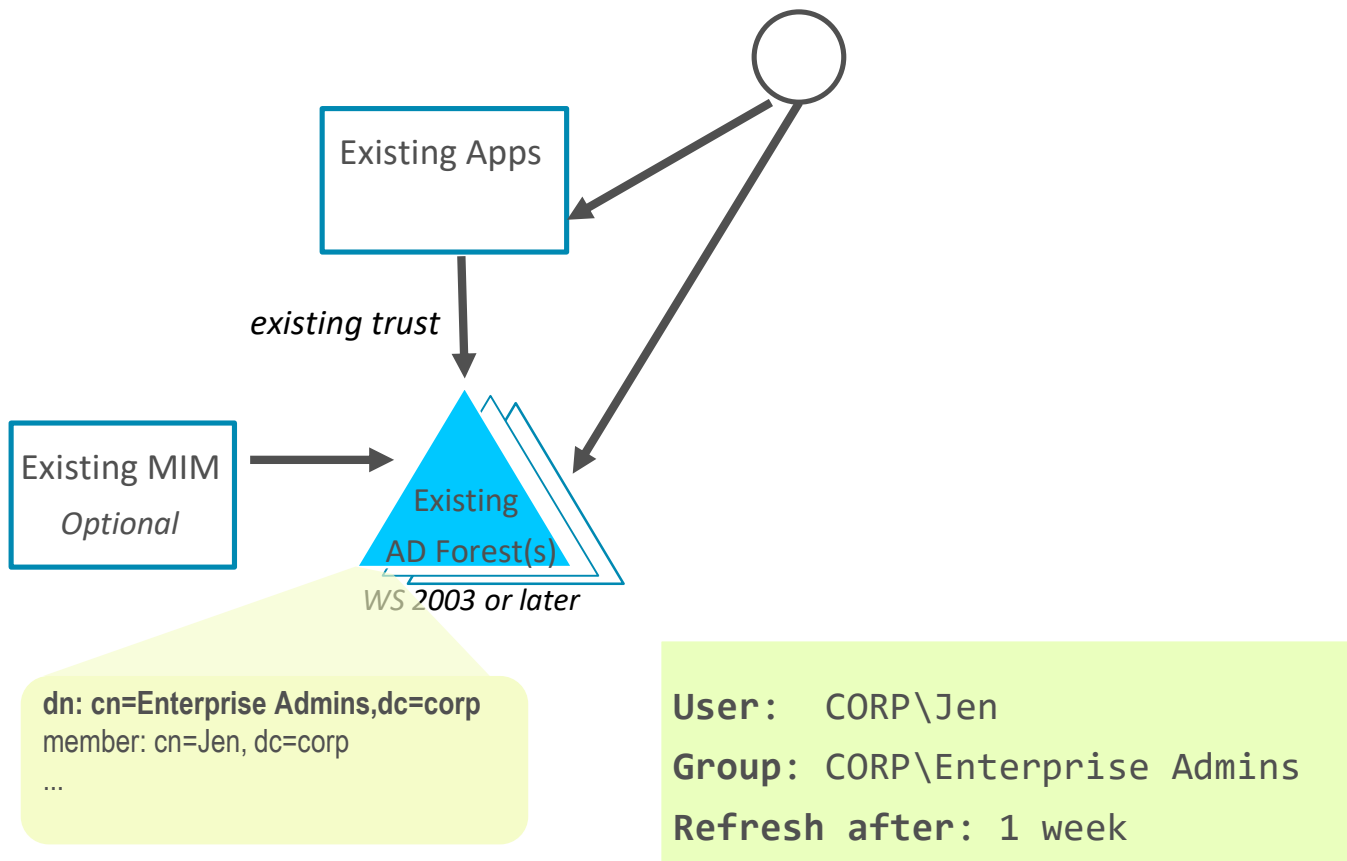 Existing Apps
existing trust
Existing MIM
Optional
Existing
AD Forest(s)
WS 2003 or later
dn: cn=Enterprise Admins,dc=corp
member: cn=Jen, dc=corp
...
User: CORP\Jen
Group: CORP\Enterprise Admins
Refresh after: 1 week